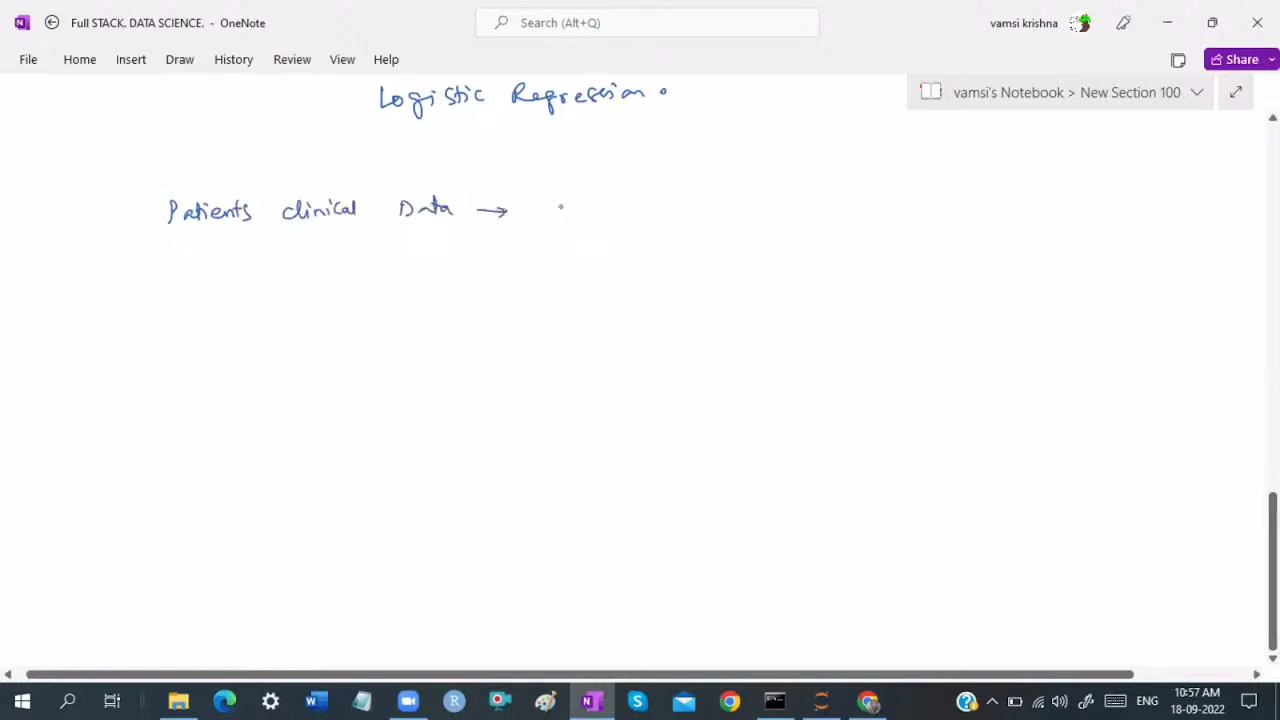 Full STACK. DATA SCIENCE. - OneNote
Search (Alt+Q)
vamsi krishna
File Home Insert Draw History Review View Help
Share
Logistic Regression.
vamsi's Notebook > New Section 100
Patients clinical Data →
ENG
10:57 AM
18-09-2022